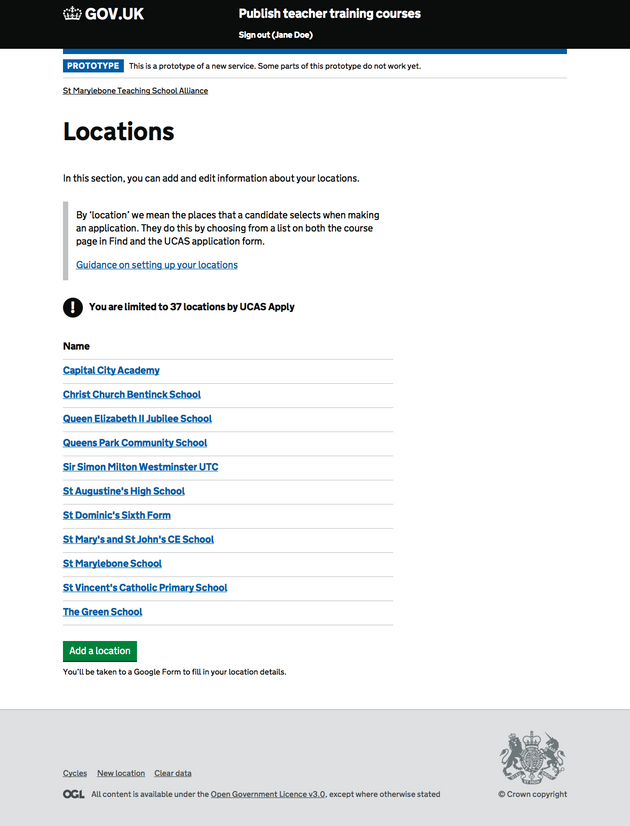 GOV.UK
Publish teacher training courses
Sign out (Jane Doe)
PROTOTYPE This is a prototype of a new service. Some parts of this prototype do not work yet.
St Marylebone Teaching School Alliance
Locations
In this section, you can add and edit information about your locations.
By ‘location’ we mean the places that a candidate selects when making
an application. They do this by choosing from a list on both the course
page in Find and the UCAS application form.
Guidance on setting up your locations
! You are limited to 37 locations by UCAS Apply
Name
Capital City Academy
Christ Church Bentinck School
Queen Elizabeth II Jubilee School
Queens Park Community School
Sir Simon Milton Westminster UTC
St Augustine's High School
St Dominic's Sixth Form
St Mary's and St John's CE School
St Marylebone School
St Vincent's Catholic Primary School
The Green School
Add a location
You’ll be taken to a Google Form to fill in your location details.
Cycles New location Clear data
OGL All content is available under the Open Government Licence v3.0, except where otherwise stated
© Crown copyright